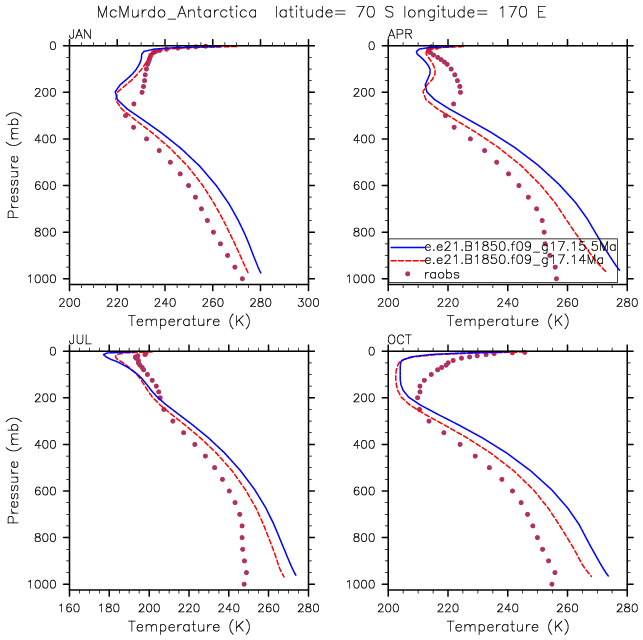 McMurdo_Antarctica latitude= 70 S longitude= 170 E
JAN
APR
0
200
400
600
800
1000
Pressure (mb)
200 220 240 260 280 300
Temperature (K)
0
200
400
600
800
1000
200 220 240 260 280
Temperature (K)
e.e21.B1850.f09_g17.15.5Ma
e.e21.B1850.f09_g17.14Ma
raobs
JUL
OCT
0
200
400
600
800
1000
Pressure (mb)
160 180 200 220 240 260 280
Temperature (K)
0
200
400
600
800
1000
200 220 240 260 280
Temperature (K)